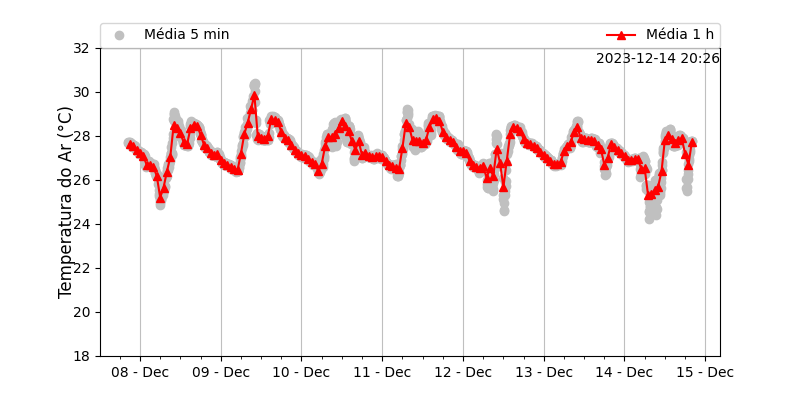 Média 5 min
Média 1 h
2023-12-14 20:26
Temperatura do Ar (°C)
32
30
28
26
24
22
20
18
08 - Dec
09 - Dec
10 - Dec
11 - Dec
12 - Dec
13 - Dec
14 - Dec
15 - Dec